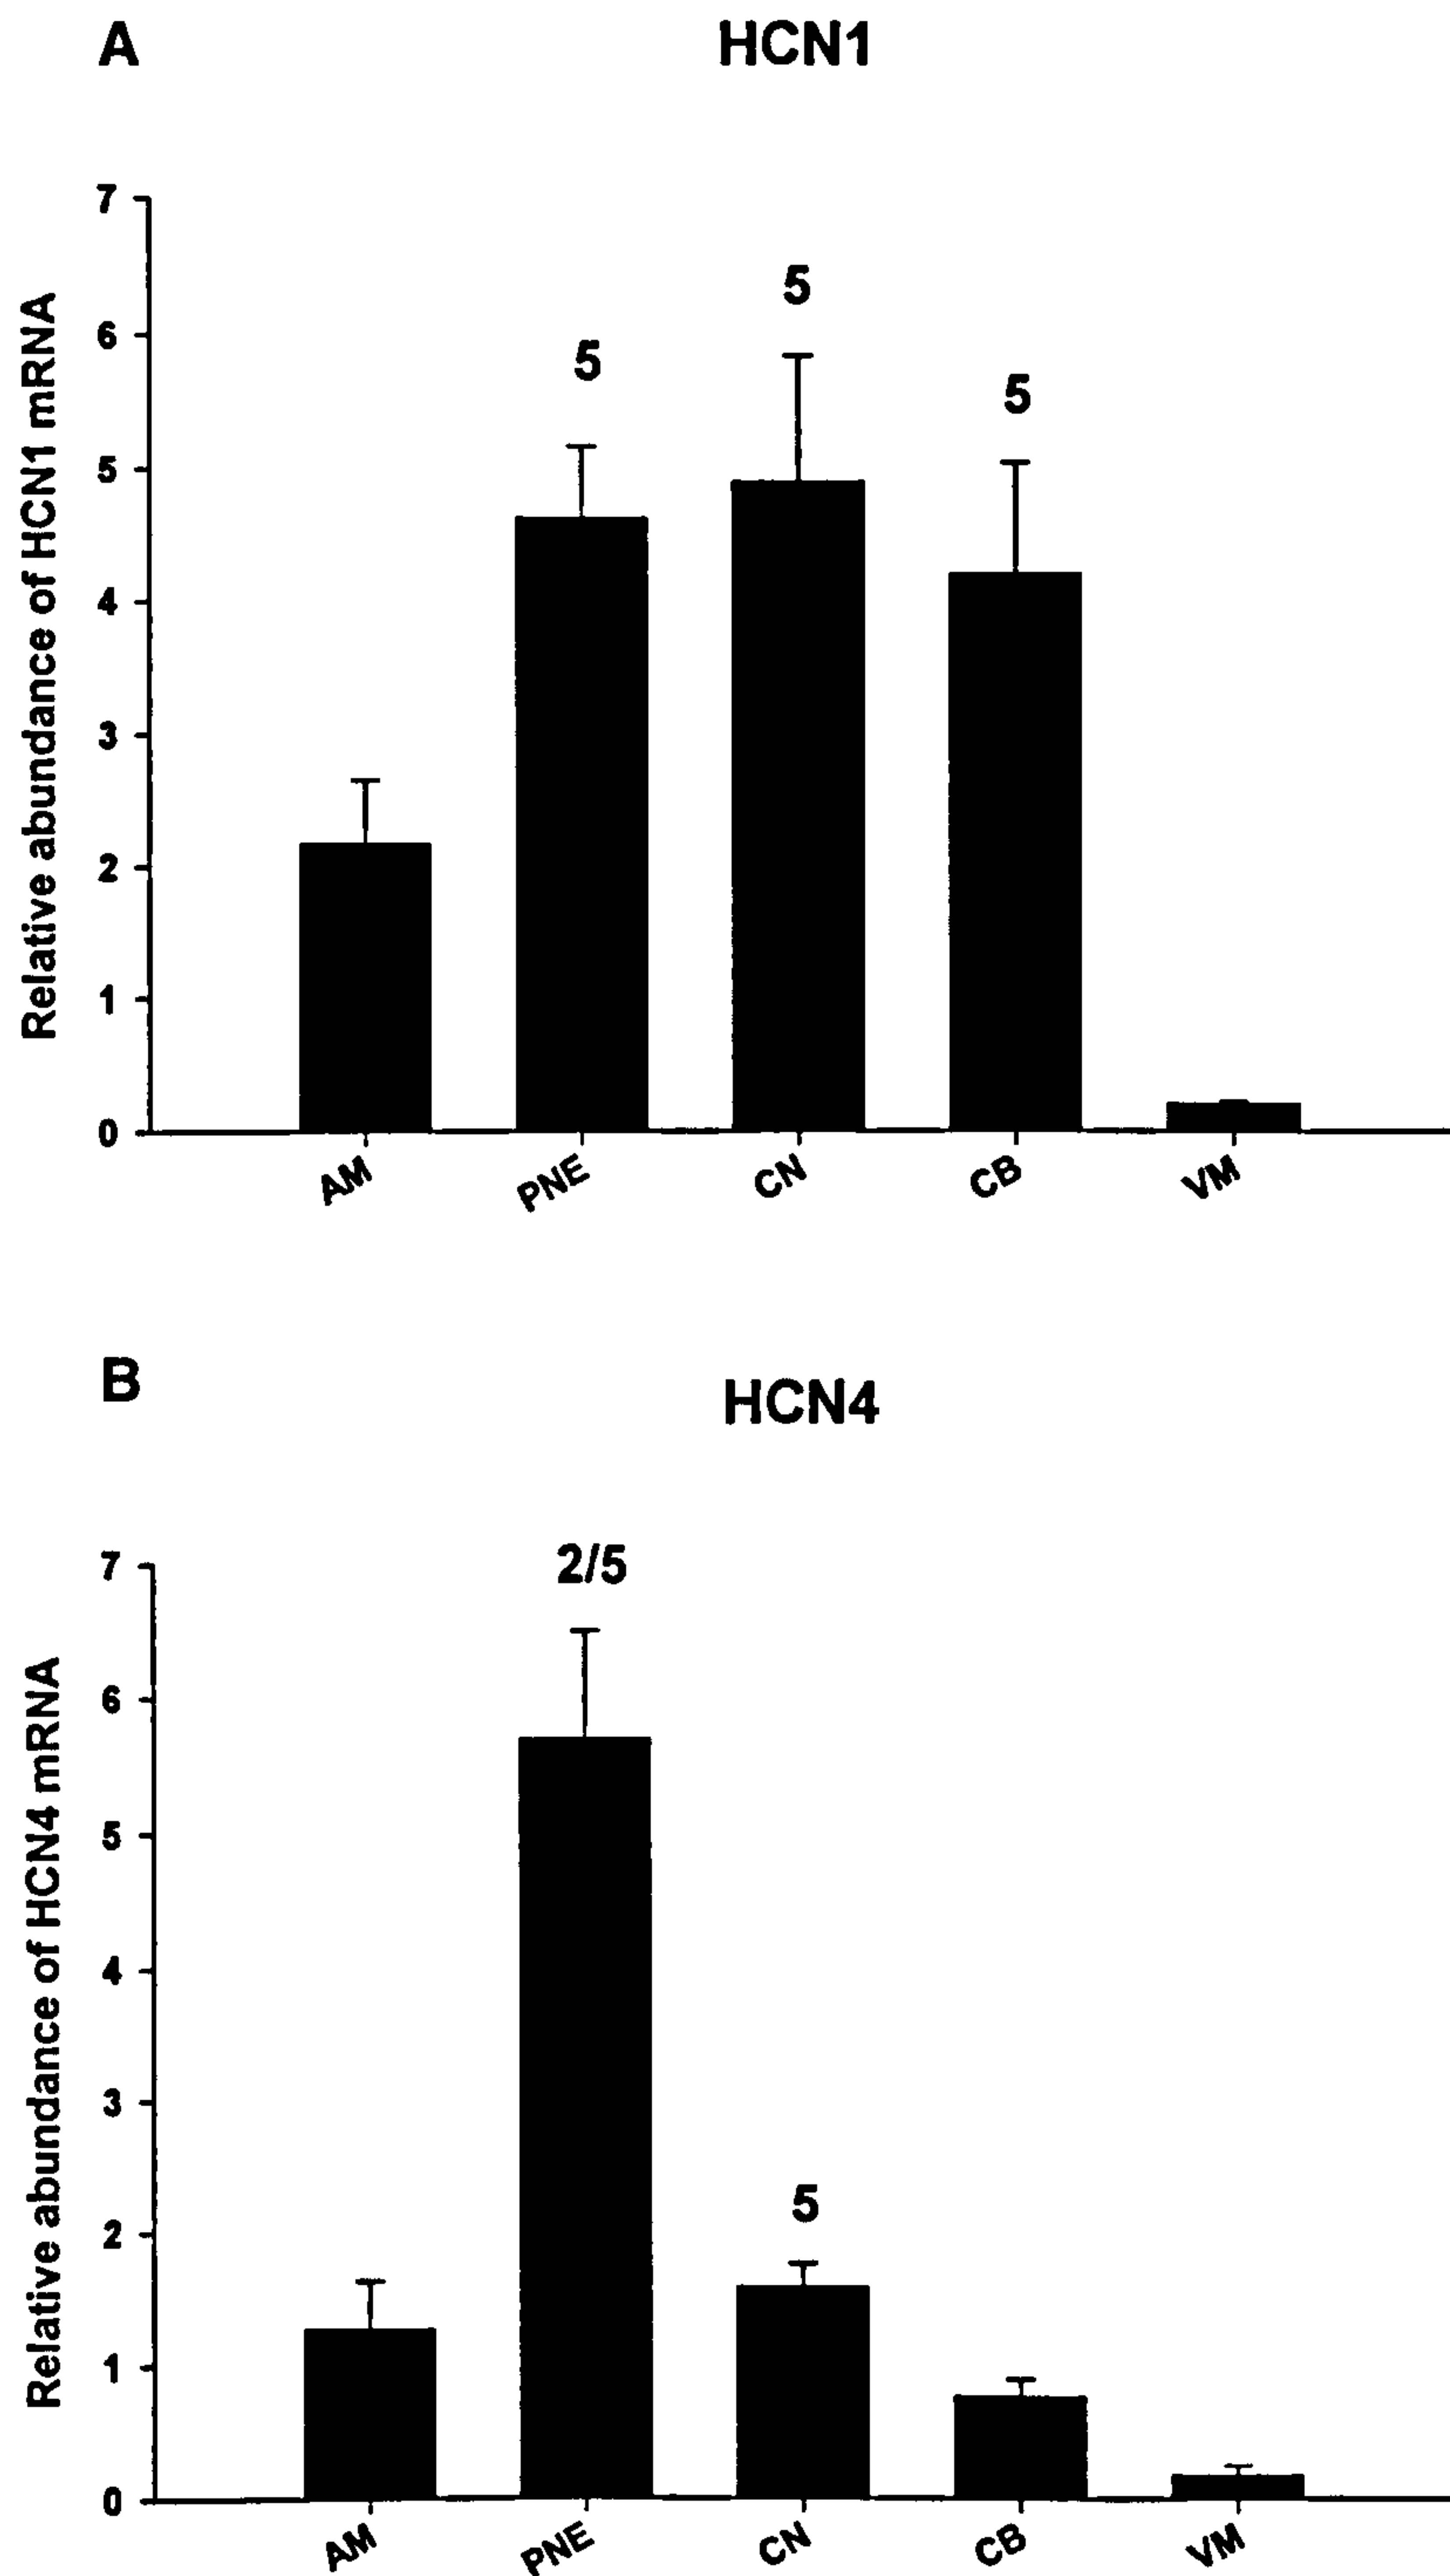 A
HCN1
Relative abundance of HCN1 mRNA
7
6
5
4
3
2
1
0
5
5
5
AM
PNE
CN
CB
VM
B
HCN4
Relative abundance of HCN4 mRNA
7
6
5
4
3
2
1
0
2/5
5
AM
PNE
CN
CB
VM